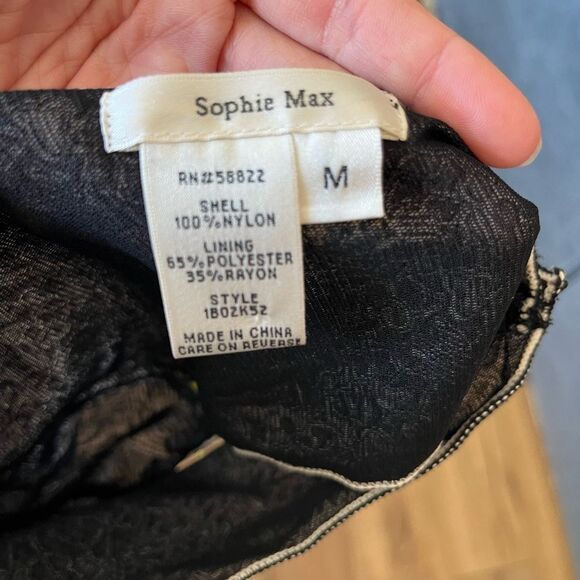 Sophie Max
M
RN#58822
SHELL
100%NYLON
LINING
65%POLYESTER
35%RAYON
STYLE
1B02K52
MADE IN CHINA
CARE ON REVERSE